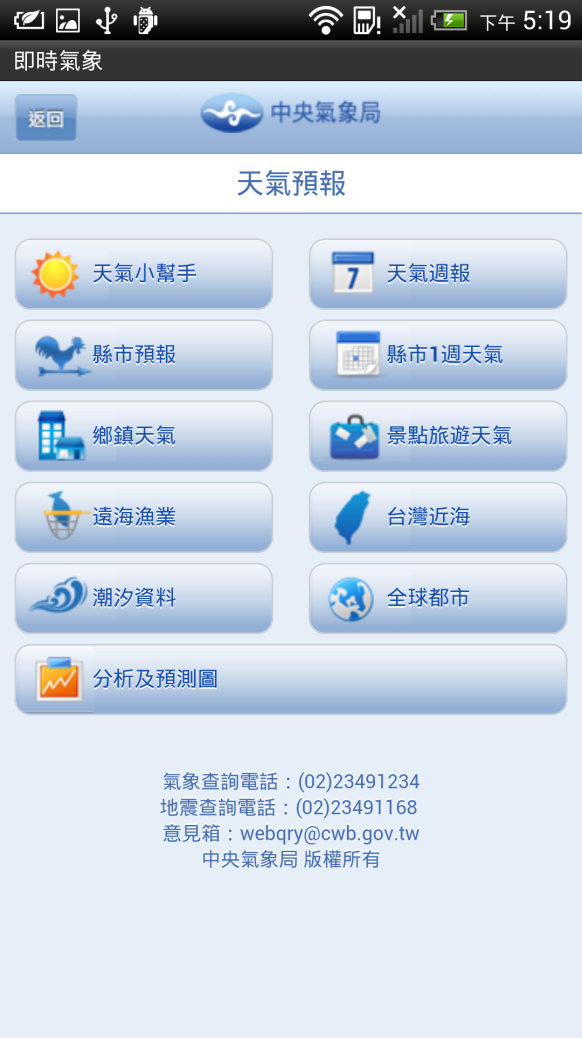 下午 5:19
即時氣象
返回
中央氣象局
天氣預報
天氣小幫手
7
天氣週報
縣市預報
縣市1週天氣
鄉鎮天氣
景點旅遊天氣
遠海漁業
台灣近海
潮汐資料
全球都市
分析及預測圖
氣象查詢電話：(02)23491234
地震查詢電話：(02)23491168
意見箱：webqry@cwb.gov.tw
中央氣象局 版權所有